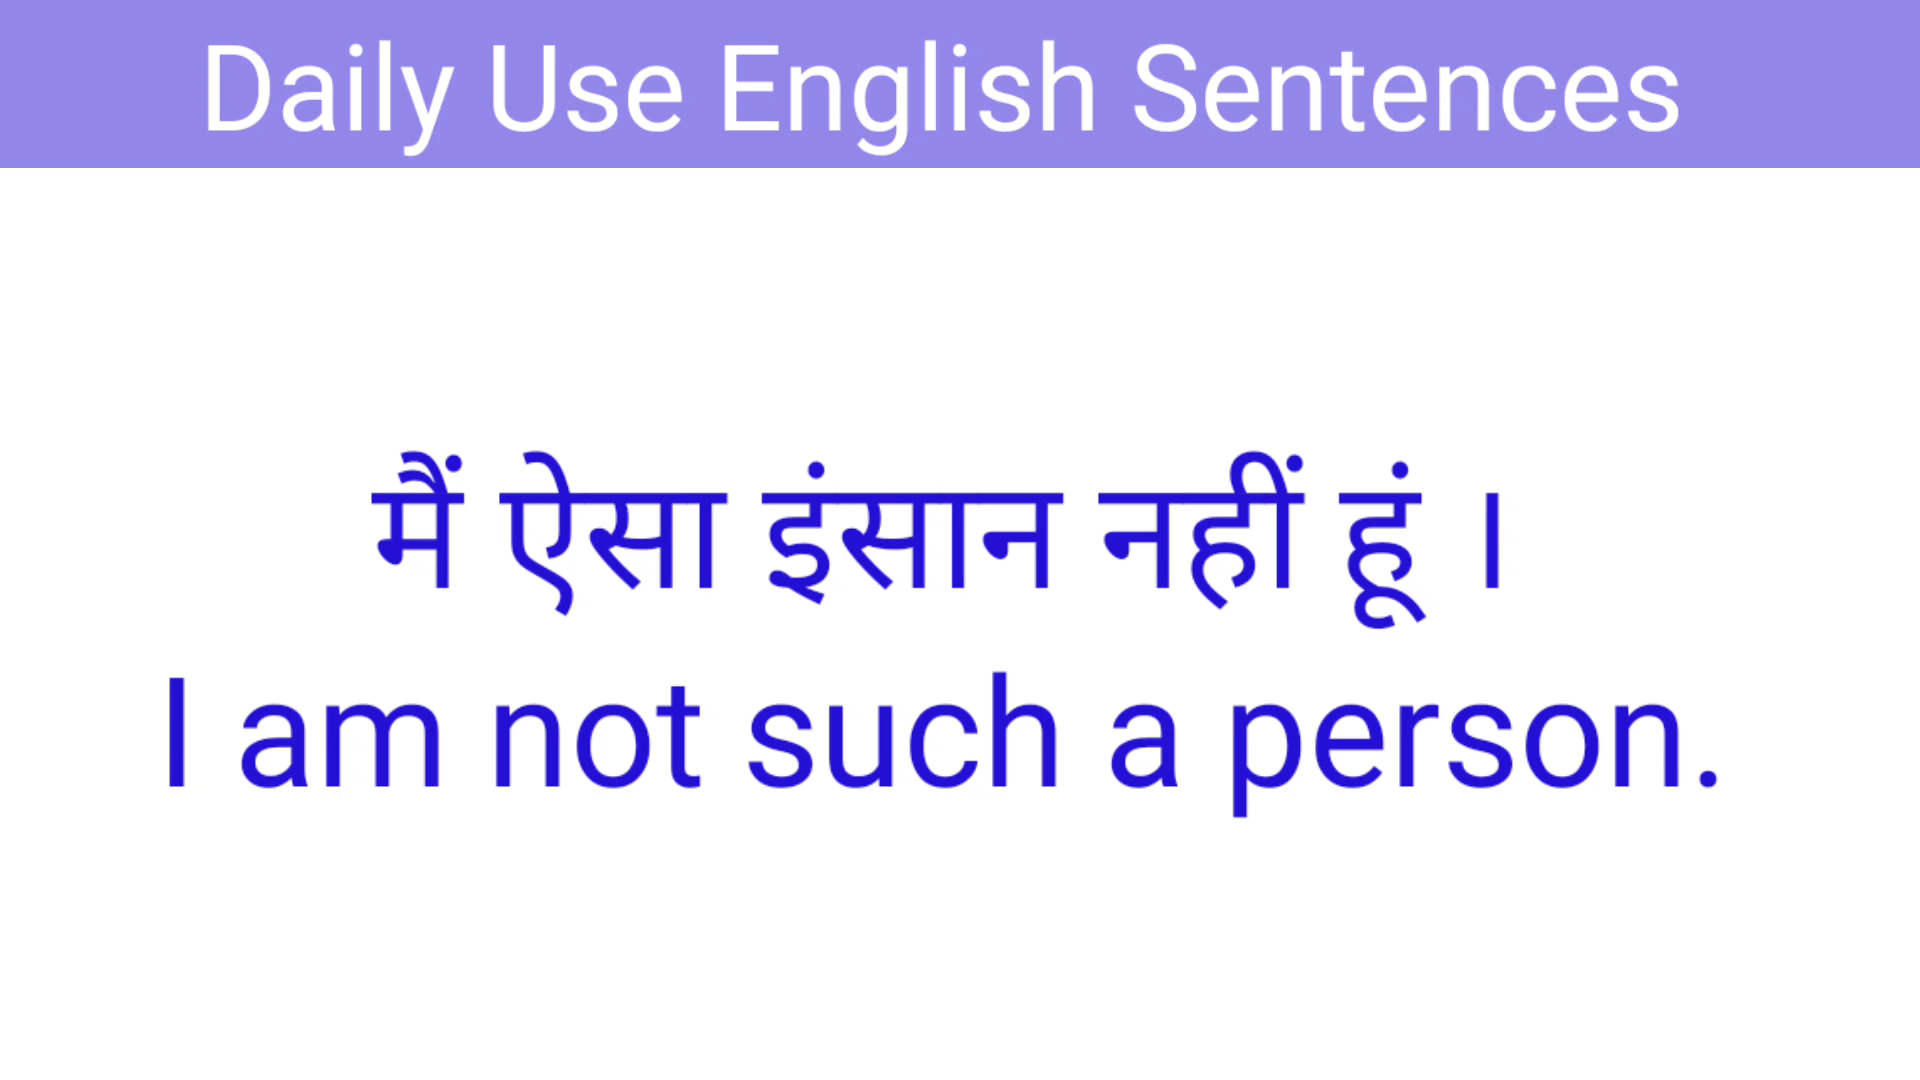 Daily Use English Sentences
मैं ऐसा इंसान नहीं हूं ।
I am not such a person.